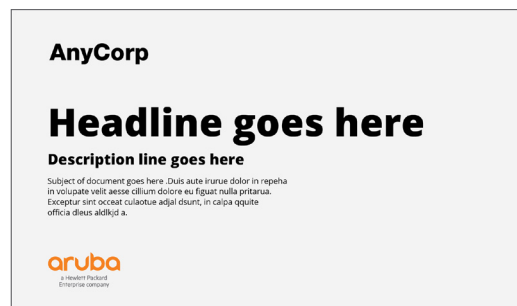 AnyCorp
Headline goes here
Description line goes here
Subject of document goes here .Duis aute irurue dolor in repeha
in volupate velit aesse cillium dolore eu figuat nulla pritarua.
Exceptur sint occeat culaotue adjal dsunt, in calpa qquite
officia dleus aldlkjd a.
aruba
a Hewlett Packard
Enterprise company